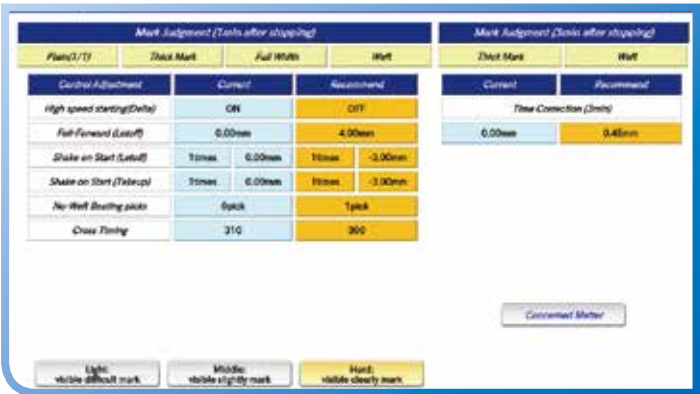 Mark Judgment (1min after stopping)
Mark Judgment (3min after stopping)
Plain(1/1) Thick Mark Full Width Weft
Thick Mark Weft
Control Adjustment Current Recommend
Current Recommend
High speed starting(Delta) ON OFF
Time Correction (3min)
Fell-Forward (Letoff) 0.00mm 4.00mm
0.00mm 0.45mm
Shake on Start (Letoff) 1times 0.00mm 1times -3.00mm
Shake on Start (Takeup) 1times 0.00mm 1times -3.00mm
No-Weft Beating picks 0pick 1pick
Cross Timing 310 300
Concerned Matter
Light: Middle: Hard:
visible difficult mark visible slightly mark visible clearly mark